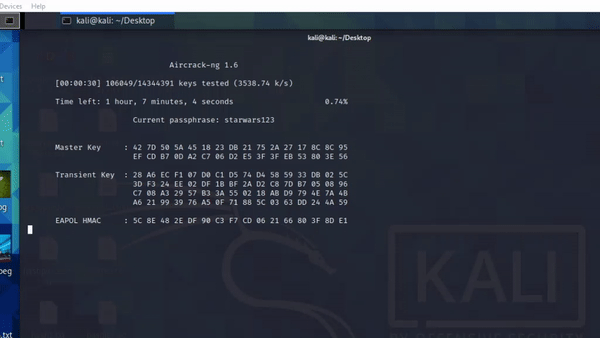 Devices Help
kali@kali: ~/Desktop
kali@kali: ~/Desktop
Aircrack-ng 1.6
[00:00:30] 106049/14344391 keys tested (3538.74 k/s)
Time left: 1 hour, 7 minutes, 4 seconds 0.74%
Current passphrase: starwars123
Master Key : 42 7D 50 5A 45 18 23 DB 21 75 2A 27 17 8C 8C 95
EF CD B7 0D A2 C7 06 D2 E5 3F 3F EB 53 80 3E 56
Transient Key : 28 A6 EC F1 07 D0 C1 D5 74 D4 58 59 33 DB 02 5C
3D F3 24 EE 02 DF 1B BF 2A D2 C8 7D B7 05 08 96
C7 08 A3 29 57 B3 3A 55 02 18 AB D9 79 4E 7A 4B
A6 21 99 39 76 A5 0F 71 88 5C 03 63 DD 24 4A 59
EAPOL HMAC : 5C 8E 48 2E DF 90 C3 F7 CD 06 21 66 80 3F 8D E1
KALI
peg
.txt